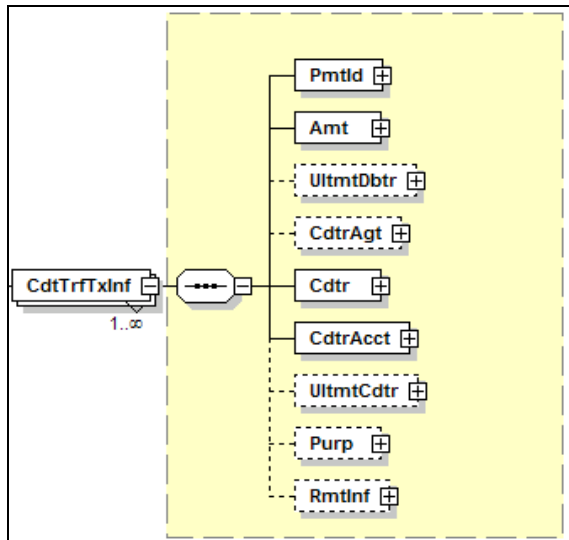 PmtId
Amt
UltmtDbtr
CdtrAgt
CdtTrfTxInf
1..∞
Cdtr
CdtrAcct
UltmtCdtr
Purp
RmtInf